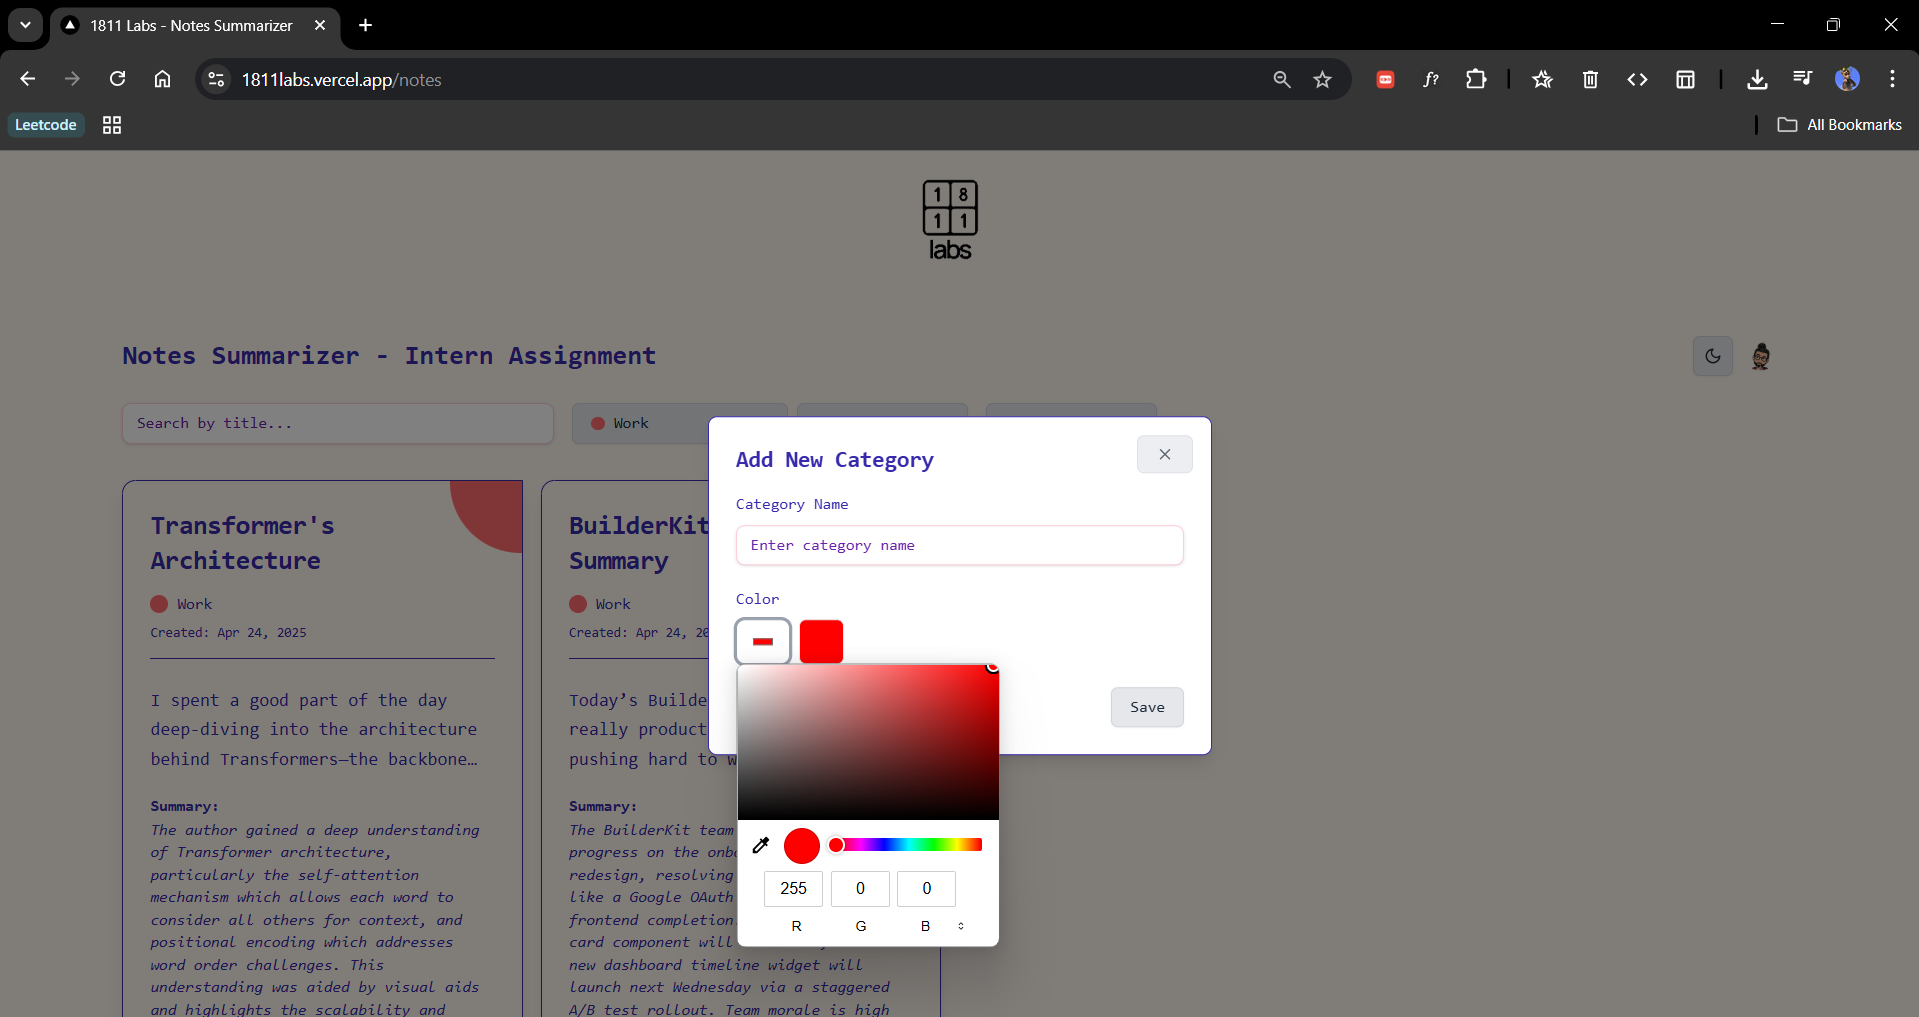 1811 Labs - Notes Summarizer
1811labs.vercel.app/notes
f?
Leetcode
All Bookmarks
1 8
1 1
labs
Notes Summarizer - Intern Assignment
Search by title...
Work
Add New Category
Category Name
Enter category name
Color
Save
255 0 0
R G B
Transformer's
Architecture
Work
Created: Apr 24, 2025
I spent a good part of the day
deep-diving into the architecture
behind Transformers—the backbone…
Summary:
The author gained a deep understanding
of Transformer architecture,
particularly the self-attention
mechanism which allows each word to
consider all others for context, and
positional encoding which addresses
word order challenges. This
understanding was aided by visual aids
and highlights the scalability and
BuilderKit
Summary
Work
Created: Apr 24, 20
Today’s Builde
really product
pushing hard to w
Summary:
The BuilderKit team
progress on the onb
redesign, resolving
like a Google OAuth
frontend completion
card component will
new dashboard timeline widget will
launch next Wednesday via a staggered
A/B test rollout. Team morale is high